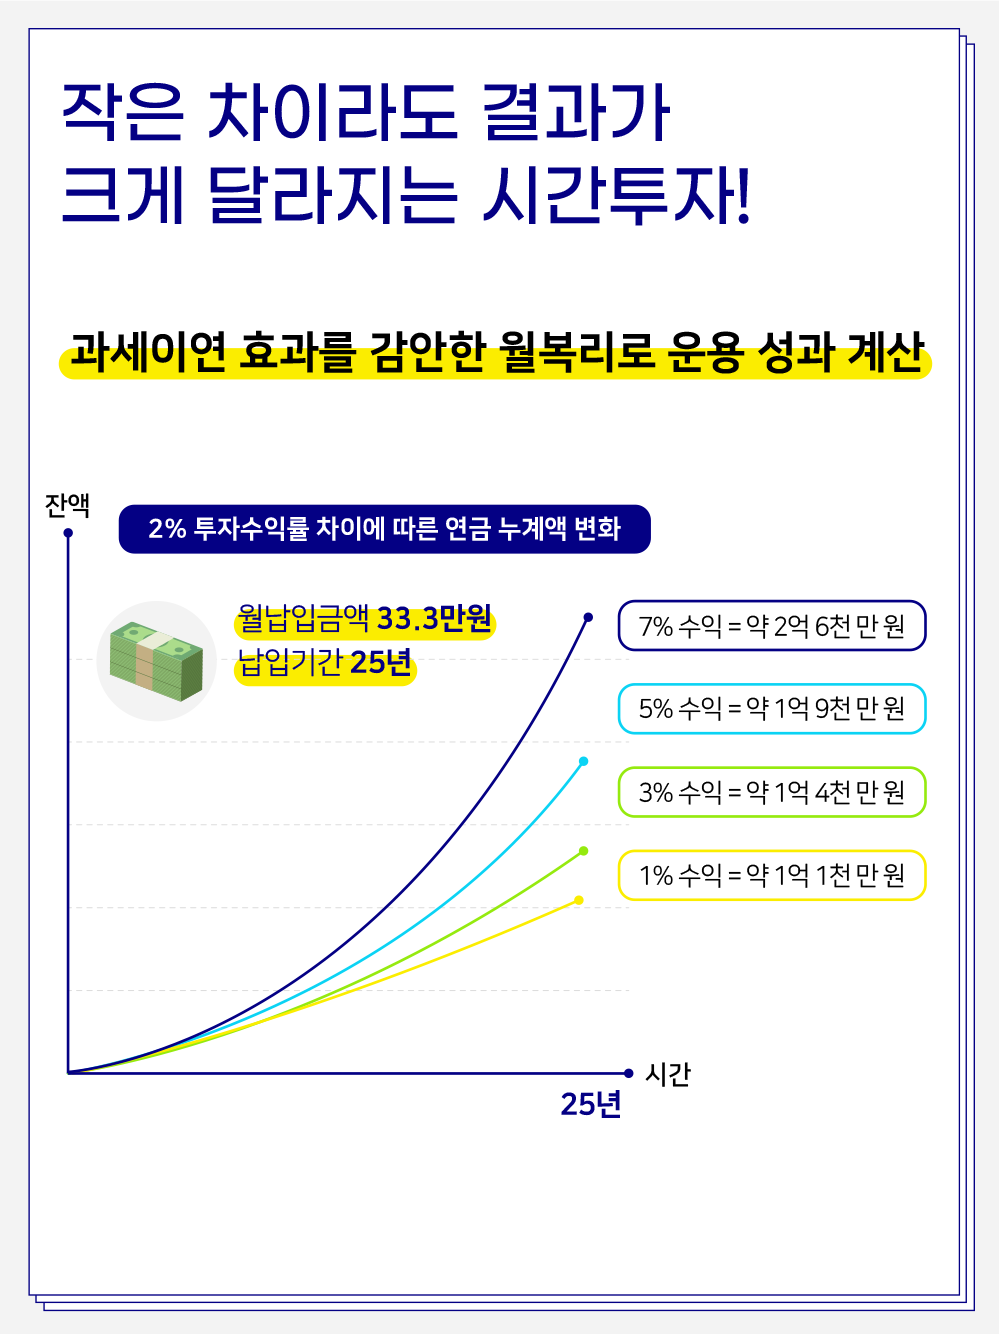 작은 차이라도 결과가
크게 달라지는 시간투자!
과세이연 효과를 감안한 월복리로 운용 성과 계산
잔액
2% 투자수익률 차이에 따른 연금 누계액 변화
월납입금액 33.3만원
납입기간 25년
7% 수익 = 약 2억 6천 만 원
5% 수익 = 약 1억 9천 만 원
3% 수익 = 약 1억 4천 만 원
1% 수익 = 약 1억 1천 만 원
시간
25년